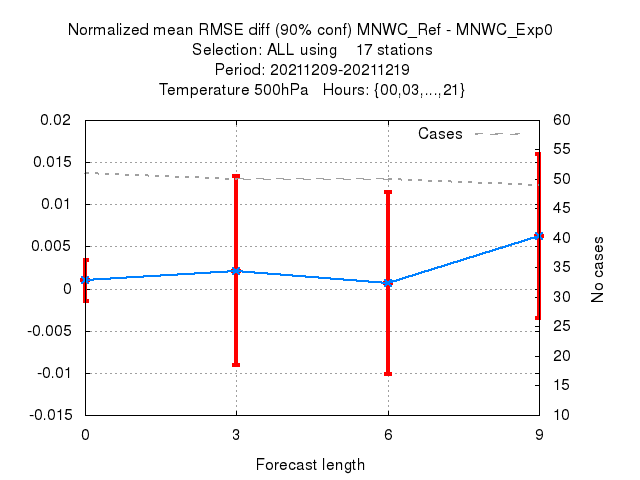 Normalized mean RMSE diff (90% conf) MNWC_Ref - MNWC_Exp0
Selection: ALL using    17 stations
Period: 20211209-20211219
Temperature 500hPa   Hours: {00,03,...,21}
Cases
0.02
0.015
0.01
0.005
0
-0.005
-0.01
-0.015
60
55
50
45
40
35
30
25
20
15
10
No cases
0 3 6 9
Forecast length